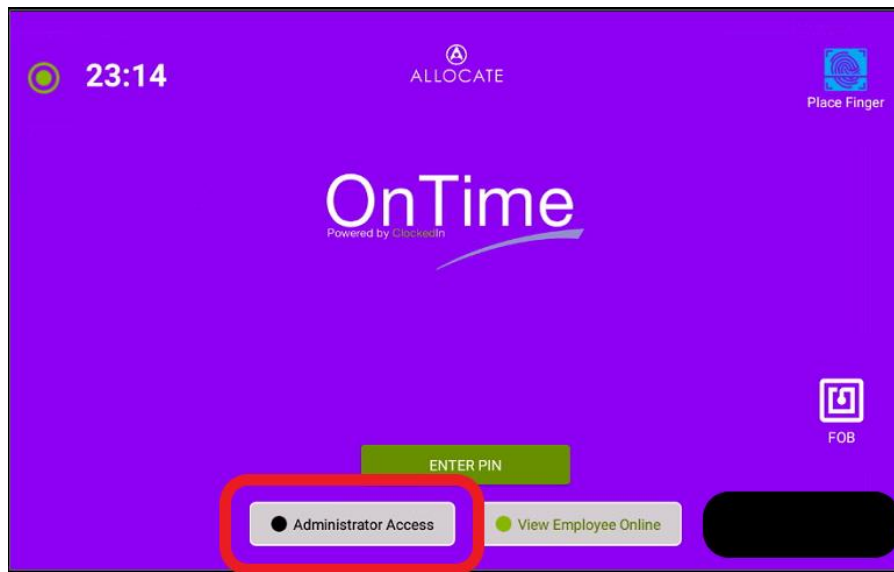 23:14
ALLOCATE
Place Finger
OnTime
Powered by ClockedIn
FOB
ENTER PIN
Administrator Access
View Employee Online